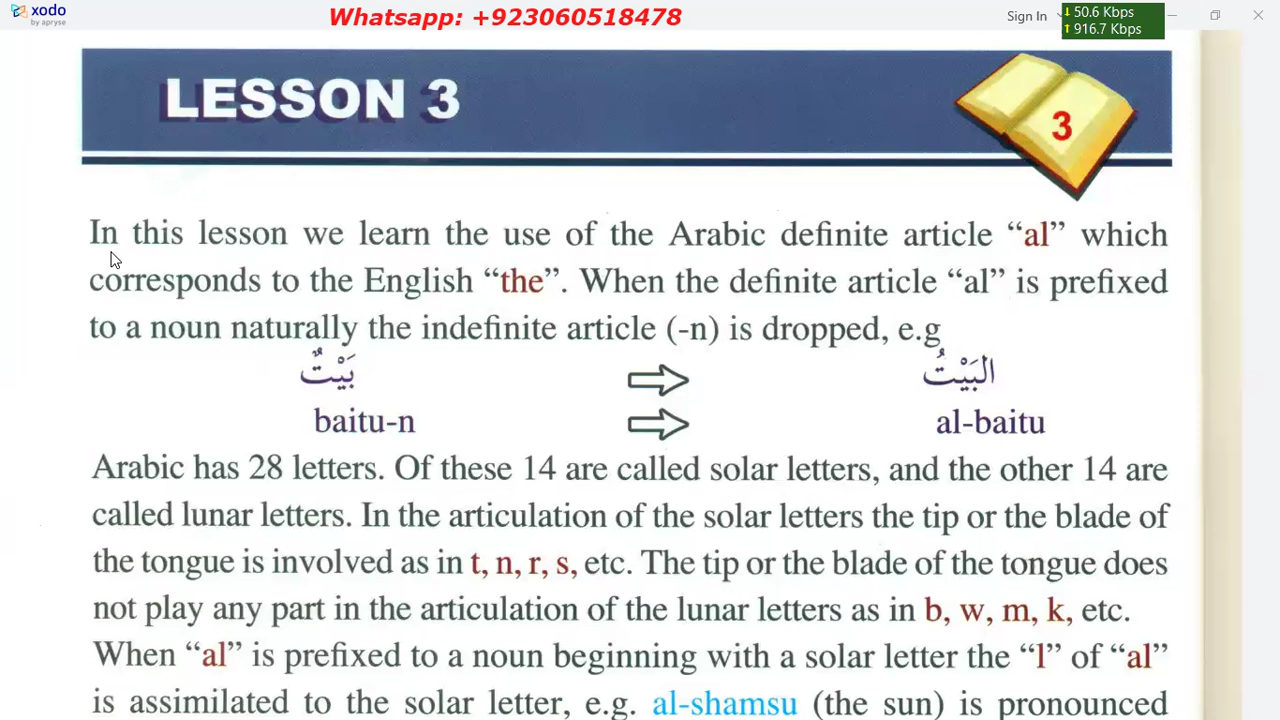 xodo
by apryse
Whatsapp: +923060518478
Sign In
50.6 Kbps
916.7 Kbps
LESSON 3
3
In this lesson we learn the use of the Arabic definite article “al” which
corresponds to the English “the”. When the definite article “al” is prefixed
to a noun naturally the indefinite article (-n) is dropped, e.g
بَيْتٌ ⇨ البَيْتُ
baitu-n ⇨ al-baitu
Arabic has 28 letters. Of these 14 are called solar letters, and the other 14 are
called lunar letters. In the articulation of the solar letters the tip or the blade of
the tongue is involved as in t, n, r, s, etc. The tip or the blade of the tongue does
not play any part in the articulation of the lunar letters as in b, w, m, k, etc.
When “al” is prefixed to a noun beginning with a solar letter the “l” of “al”
is assimilated to the solar letter, e.g. al-shamsu (the sun) is pronounced